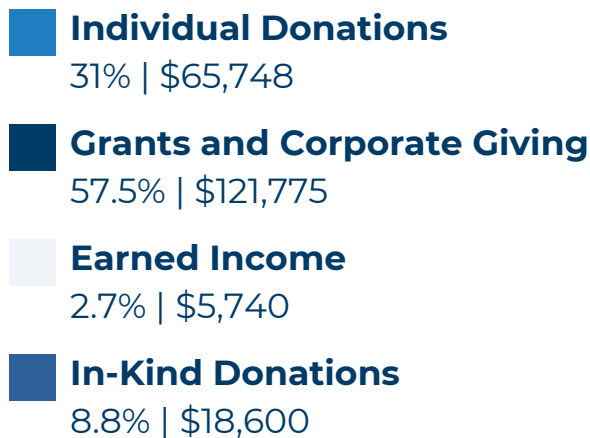 Individual Donations
31% | $65,748
Grants and Corporate Giving
57.5% | $121,775
Earned Income
2.7% | $5,740
In-Kind Donations
8.8% | $18,600